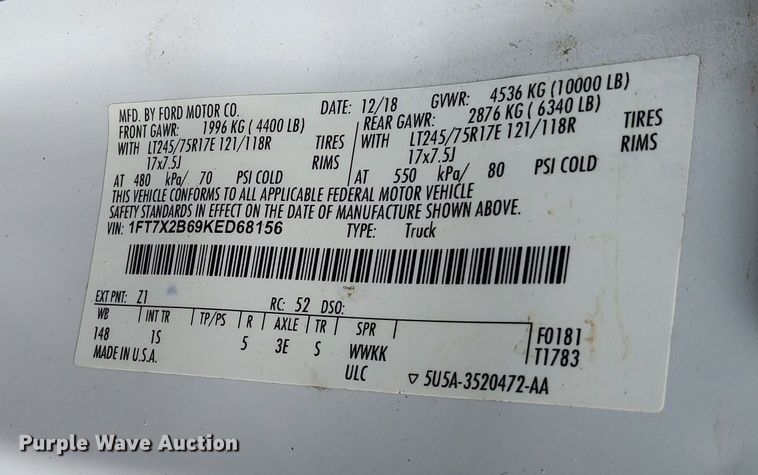 MFD. BY FORD MOTOR CO. DATE: 12/18 GVWR: 4536 KG (10000 LB)
FRONT GAWR: 1996 KG (4400 LB) REAR GAWR: 2876 KG (6340 LB)
WITH LT245/75R17E 121/118R TIRES WITH LT245/75R17E 121/118R TIRES
17x7.5J RIMS 17x7.5J RIMS
AT 480 kPa/ 70 PSI COLD AT 550 kPa/ 80 PSI COLD
THIS VEHICLE CONFORMS TO ALL APPLICABLE FEDERAL MOTOR VEHICLE
SAFETY STANDARDS IN EFFECT ON THE DATE OF MANUFACTURE SHOWN ABOVE.
VIN: 1FT7X2B69KED68156 TYPE: Truck
EXT PNT: Z1 RC: 52 DSO:
WB INT TR TP/PS R AXLE TR SPR F0181
148 1S 5 3E S WWKK T1783
MADE IN U.S.A. ULC ▽ 5U5A-3520472-AA
Purple Wave Auction